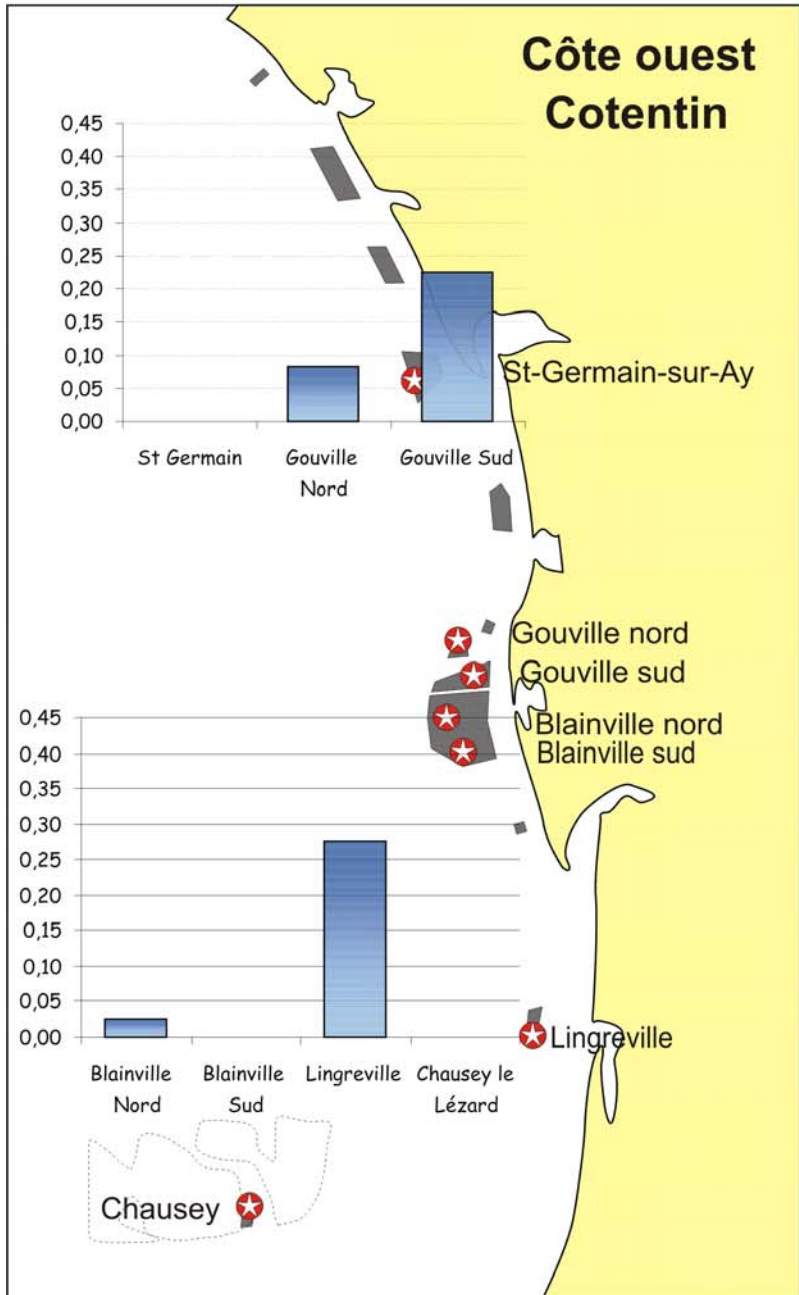 Côte ouest
Cotentin
0,45
0,40
0,35
0,30
0,25
0,20
0,15
0,10
0,05
0,00
St Germain
Gouville
Nord
Gouville Sud
St-Germain-sur-Ay
Gouville nord
Gouville sud
Blainville nord
Blainville sud
0,45
0,40
0,35
0,30
0,25
0,20
0,15
0,10
0,05
0,00
Blainville
Nord
Blainville
Sud
Lingreville
Chausey le
Lézard
Lingreville
Chausey